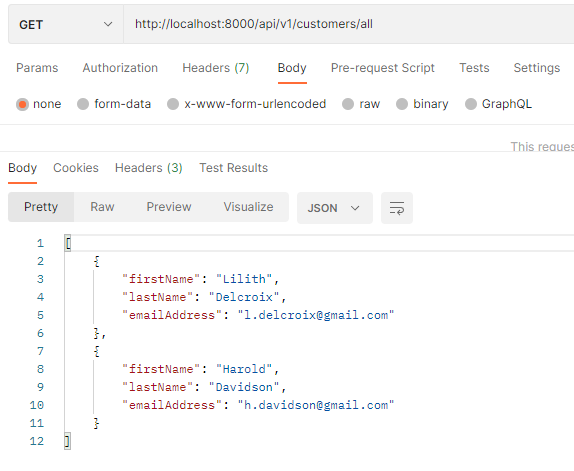 GET http://localhost:8000/api/v1/customers/all
Params Authorization Headers (7) Body Pre-request Script Tests Settings
none form-data x-www-form-urlencoded raw binary GraphQL
This reques
Body Cookies Headers (3) Test Results
Pretty Raw Preview Visualize JSON
1 [
2 {
3 "firstName": "Lilith",
4 "lastName": "Delcroix",
5 "emailAddress": "l.delcroix@gmail.com"
6 },
7 {
8 "firstName": "Harold",
9 "lastName": "Davidson",
10 "emailAddress": "h.davidson@gmail.com"
11 }
12 ]